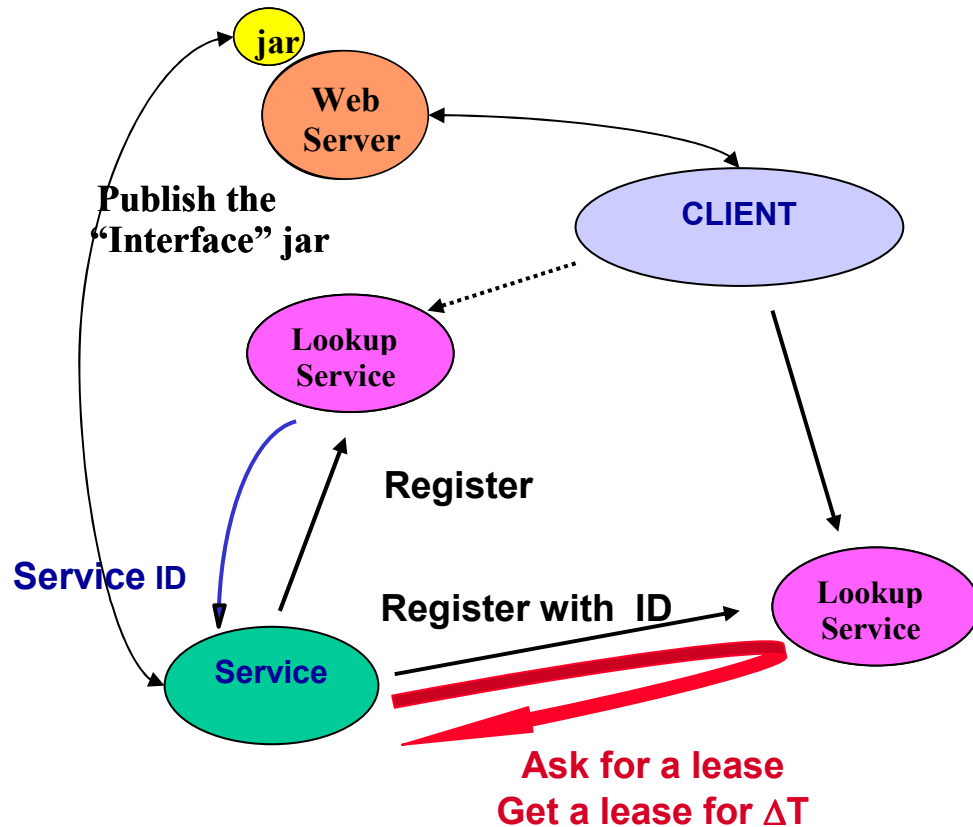 jar
Web
Server
Publish the
“Interface” jar
CLIENT
Lookup
Service
Register
Service ID
Register with ID
Lookup
Service
Service
Ask for a lease
Get a lease for ΔT